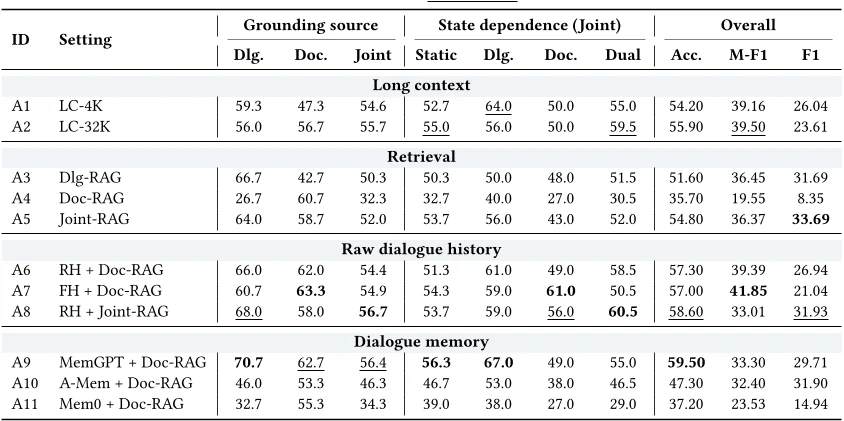 Grounding source State dependence (Joint) Overall
ID Setting
Dlg. Doc. Joint Static Dlg. Doc. Dual Acc. M-F1 F1
Long context
A1 LC-4K 59.3 47.3 54.6 52.7 64.0 50.0 55.0 54.20 39.16 26.04
A2 LC-32K 56.0 56.7 55.7 55.0 56.0 50.0 59.5 55.90 39.50 23.61
Retrieval
A3 Dlg-RAG 66.7 42.7 50.3 50.3 50.0 48.0 51.5 51.60 36.45 31.69
A4 Doc-RAG 26.7 60.7 32.3 32.7 40.0 27.0 30.5 35.70 19.55 8.35
A5 Joint-RAG 64.0 58.7 52.0 53.7 56.0 43.0 52.0 54.80 36.37 33.69
Raw dialogue history
A6 RH + Doc-RAG 66.0 62.0 54.4 51.3 61.0 49.0 58.5 57.30 39.39 26.94
A7 FH + Doc-RAG 60.7 63.3 54.9 54.3 59.0 61.0 50.5 57.00 41.85 21.04
A8 RH + Joint-RAG 68.0 58.0 56.7 53.7 59.0 56.0 60.5 58.60 33.01 31.93
Dialogue memory
A9 MemGPT + Doc-RAG 70.7 62.7 56.4 56.3 67.0 49.0 55.0 59.50 33.30 29.71
A10 A-Mem + Doc-RAG 46.0 53.3 46.3 46.7 53.0 38.0 46.5 47.30 32.40 31.90
A11 Mem0 + Doc-RAG 32.7 55.3 34.3 39.0 38.0 27.0 29.0 37.20 23.53 14.94